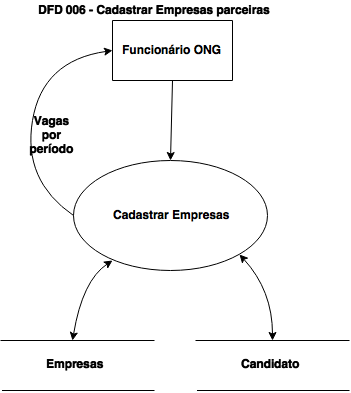 DFD 006 - Cadastrar Empresas parceiras
Funcionário ONG
Vagas
por
período
Cadastrar Empresas
Empresas
Candidato